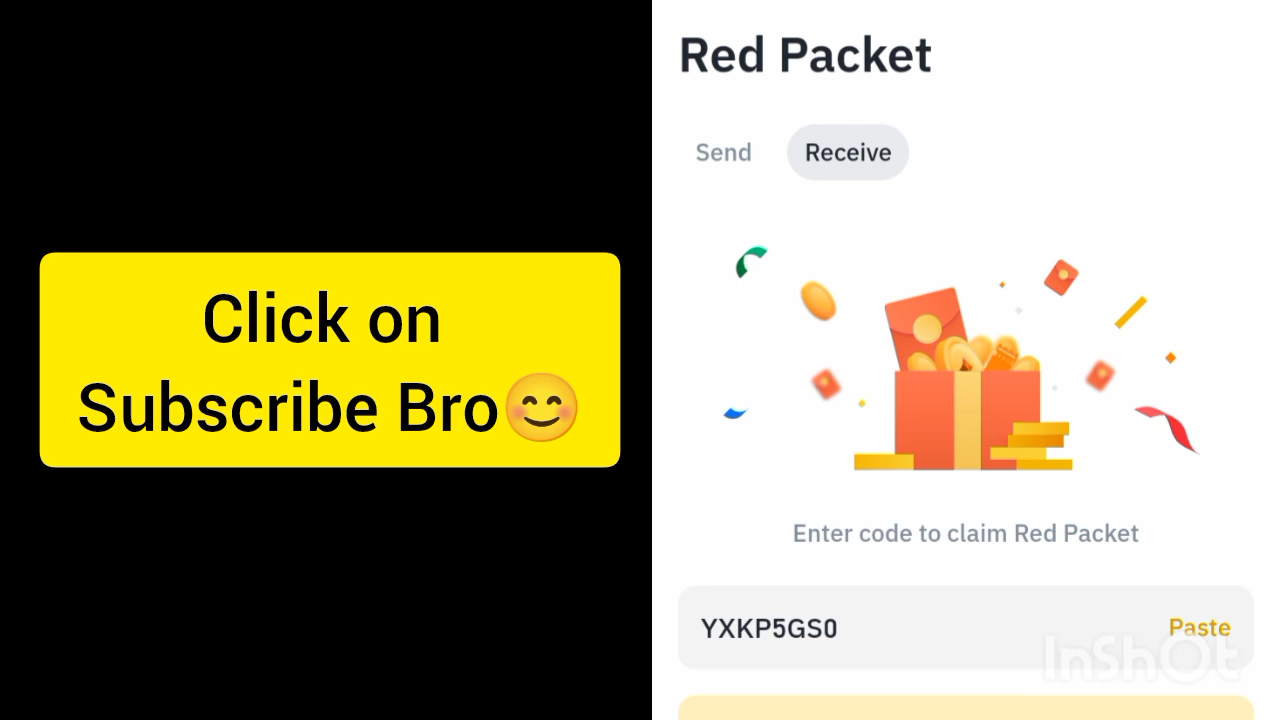 Click on
Subscribe Bro😊
Red Packet
Send
Receive
Enter code to claim Red Packet
YXKP5GS0
Paste
InShOt